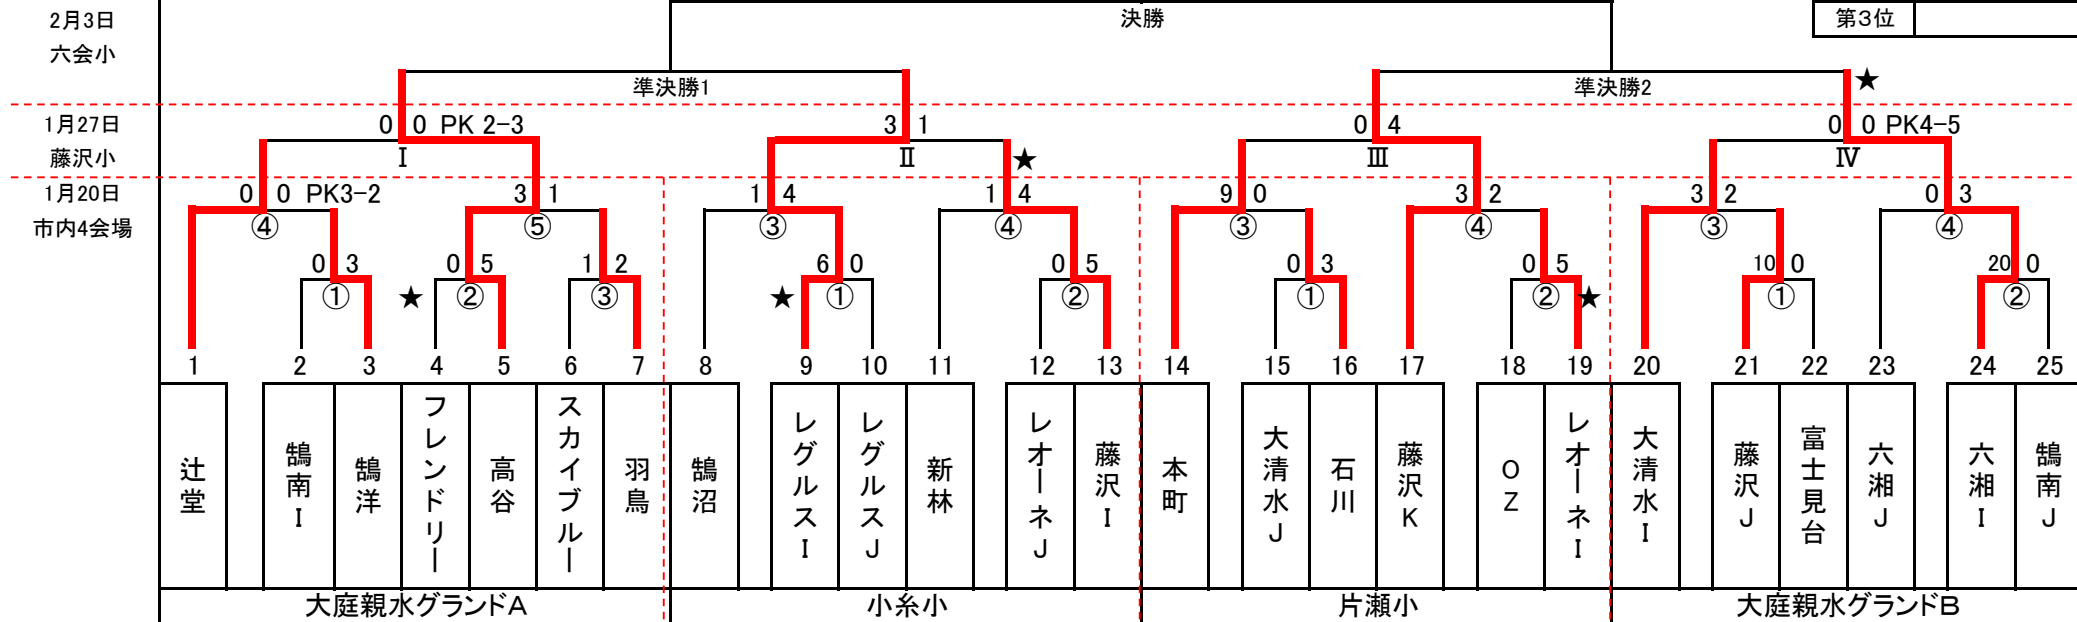 2月3日
六会小
決勝
第3位
準決勝1
準決勝2
★
1月27日
藤沢小
0 0 PK 2-3
3 1
0 4
0 0 PK4-5
Ⅰ
Ⅱ
★
Ⅲ
Ⅳ
1月20日
市内4会場
0 0 PK3-2
3 1
1 4
1 4
9 0
3 2
3 2
0 3
④
⑤
③
④
③
④
③
④
0 3
0 5
1 2
6 0
0 5
0 3
0 5
10 0
20 0
①
★
②
③
★
①
②
①
②
★
①
②
1 2 3 4 5 6 7 8 9 10 11 12 13 14 15 16 17 18 19 20 21 22 23 24 25
辻堂
鵠南I
鵠洋
フレンドリー
高谷
スカイブルー
羽鳥
鵠沼
レグルスI
レグルスJ
新林
レオーネJ
藤沢I
本町
大清水J
石川
藤沢K
OZ
レオーネI
大清水I
藤沢J
富士見台
六湘J
六湘I
鵠南J
大庭親水グランドA
小糸小
片瀬小
大庭親水グランドB